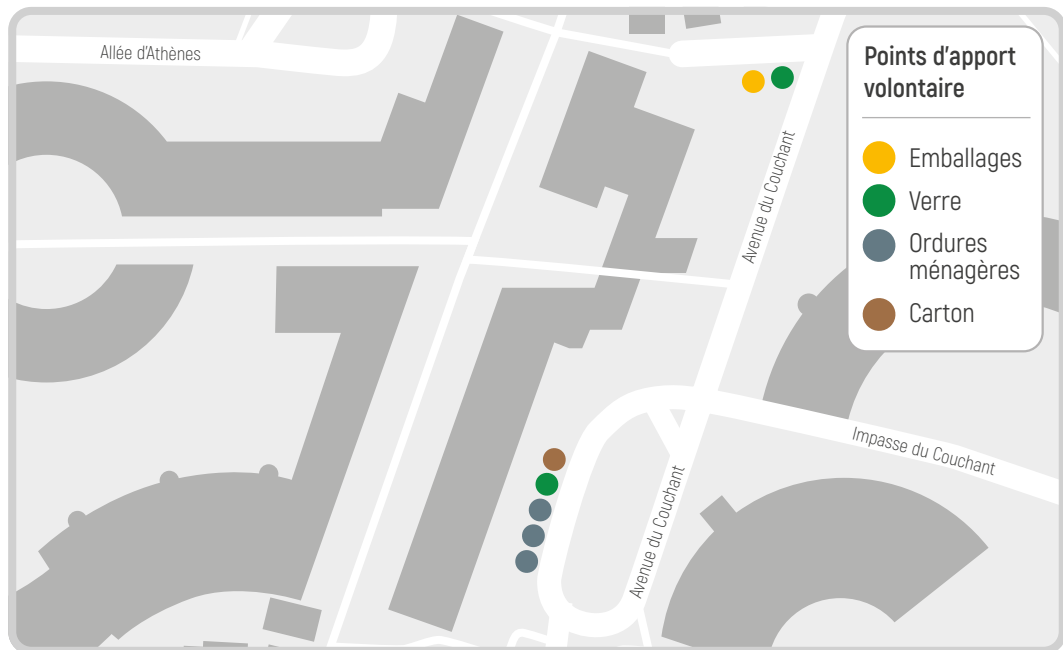 Allée d'Athènes
Avenue du Couchant
Points d'apport
volontaire
Emballages
Verre
Ordures
ménagères
Carton
Impasse du Couchant
Avenue du Couchant